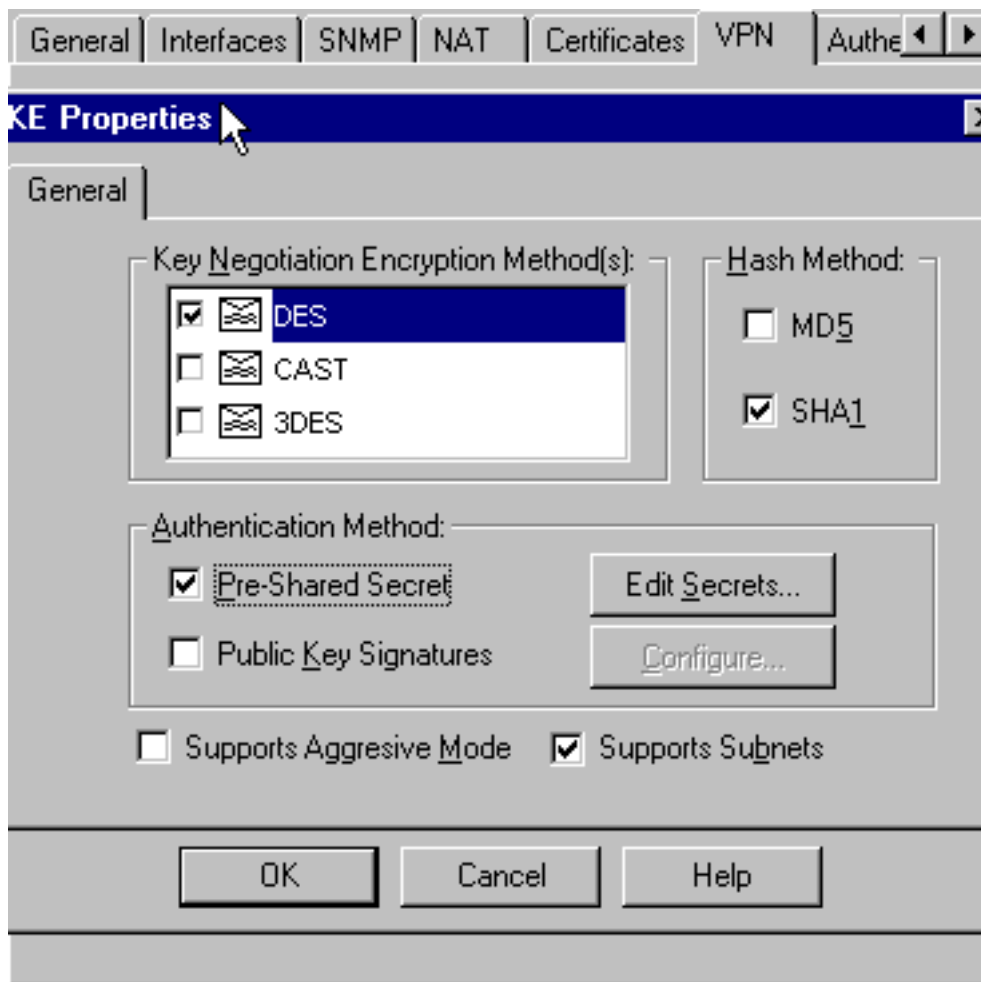 General Interfaces SNMP NAT Certificates VPN Authe
KE Properties
General
Key Negotiation Encryption Method(s):
DES
CAST
3DES
Hash Method:
MD5
SHA1
Authentication Method:
Pre-Shared Secret Edit Secrets...
Public Key Signatures Configure...
Supports Aggresive Mode Supports Subnets
OK Cancel Help